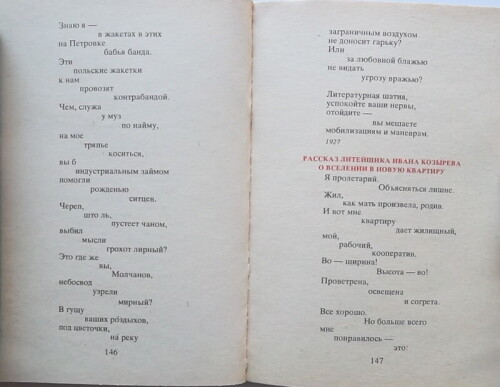 Знаю я —
в жакетах в этих
на Петровке
бабья банда.
Эти
польские жакетки
к нам
провозят
контрабандой.
Чем, служа
у муз
по найму,
на мое
тряпье
коситься,
вы б
индустриальным займом
помогли
рожденью
ситцев.
Череп,
што ль,
пустеет чаном,
выбил
мысли
грохот лирный?
Это где же
вы,
Молчанов,
небосвод
узрели
мирный?
В гущу
ваших ро́здыхов,
под цветочки,
на реку
146
заграничным воздухом
не доносит гарьку?
Или
за любовной блажью
не видать
угрозу вражью?
Литературная шатия,
успокойте ваши нервы,
отойдите —
вы мешаете
мобилизациям и маневрам.
1927
РАССКАЗ ЛИТЕЙЩИКА ИВАНА КОЗЫРЕВА
О ВСЕЛЕНИИ В НОВУЮ КВАРТИРУ
Я пролетарий.
Объясняться лишне.
Жил,
как мать произвела, родив.
И вот мне
квартиру
дает жилищный,
мой,
рабочий,
кооператив.
Во — ширина!
Высота — во!
Проветрена,
освещена
и согрета.
Все хорошо.
Но больше всего
мне
понравилось —
это:
147